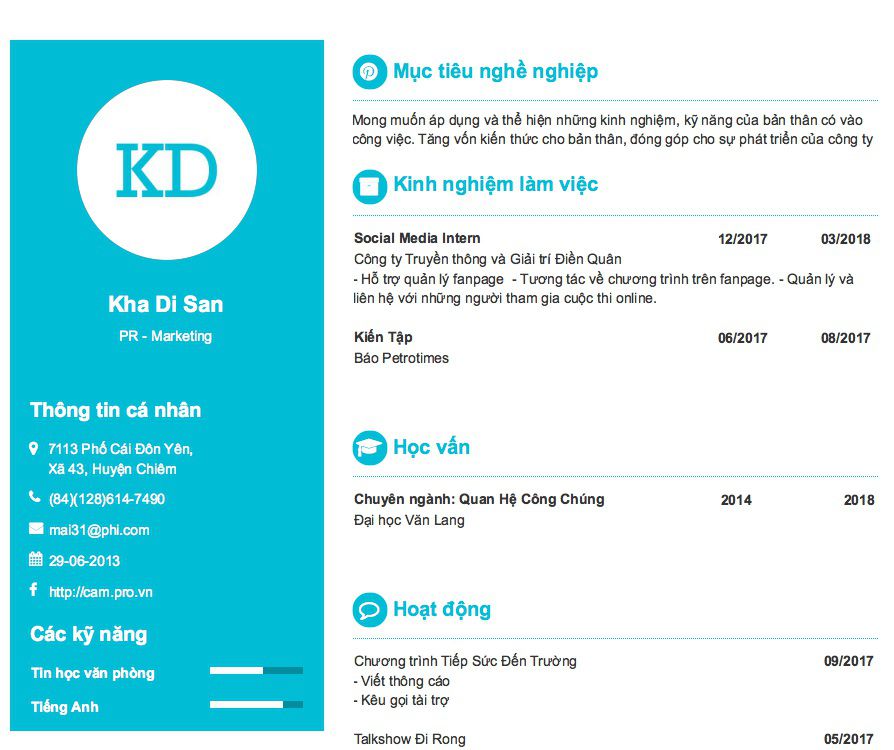 KD
Kha Di San
PR - Marketing
Thông tin cá nhân
7113 Phố Cái Đôn Yên,
Xã 43, Huyện Chiêm
(84)(128)614-7490
mai31@phi.com
29-06-2013
http://cam.pro.vn
Các kỹ năng
Tin học văn phòng
Tiếng Anh
Mục tiêu nghề nghiệp
Mong muốn áp dụng và thể hiện những kinh nghiệm, kỹ năng của bản thân có vào
công việc. Tăng vốn kiến thức cho bản thân, đóng góp cho sự phát triển của công ty
Kinh nghiệm làm việc
Social Media Intern 12/2017 03/2018
Công ty Truyền thông và Giải trí Điền Quân
- Hỗ trợ quản lý fanpage - Tương tác về chương trình trên fanpage. - Quản lý và
liên hệ với những người tham gia cuộc thi online.
Kiến Tập 06/2017 08/2017
Báo Petrotimes
Học vấn
Chuyên ngành: Quan Hệ Công Chúng 2014 2018
Đại học Văn Lang
Hoạt động
Chương trình Tiếp Sức Đến Trường 09/2017
- Viết thông cáo
- Kêu gọi tài trợ
Talkshow Đi Rong 05/2017